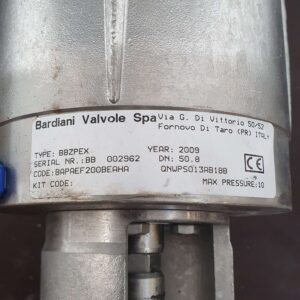 Bardiani Valvole Spa Via G. Di Vittorio 50/52
Fornovo Di Taro (PR) ITALY
TYPE: BBZPEX YEAR: 2009
SERIAL NR.: BB 002962 DN: 50.8
CODE: BAPAEF200BEAHA QNWPS013AB18B
KIT CODE: MAX PRESSURE: 10
CE